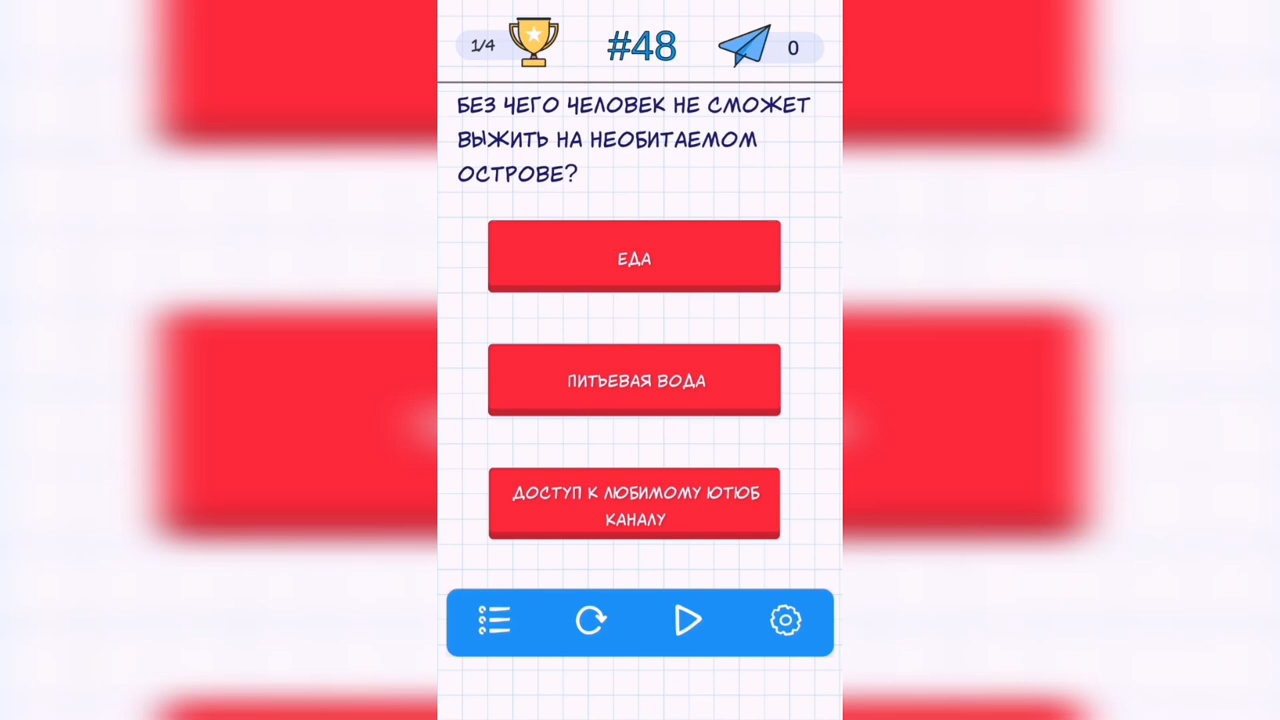 1/4
#48
0
БЕЗ ЧЕГО ЧЕЛОВЕК НЕ СМОЖЕТ
ВЫЖИТЬ НА НЕОБИТАЕМОМ
ОСТРОВЕ?
ЕДА
ПИТЬЕВАЯ ВОДА
ДОСТУП К ЛЮБИМОМУ ЮТЮБ
КАНАЛУ